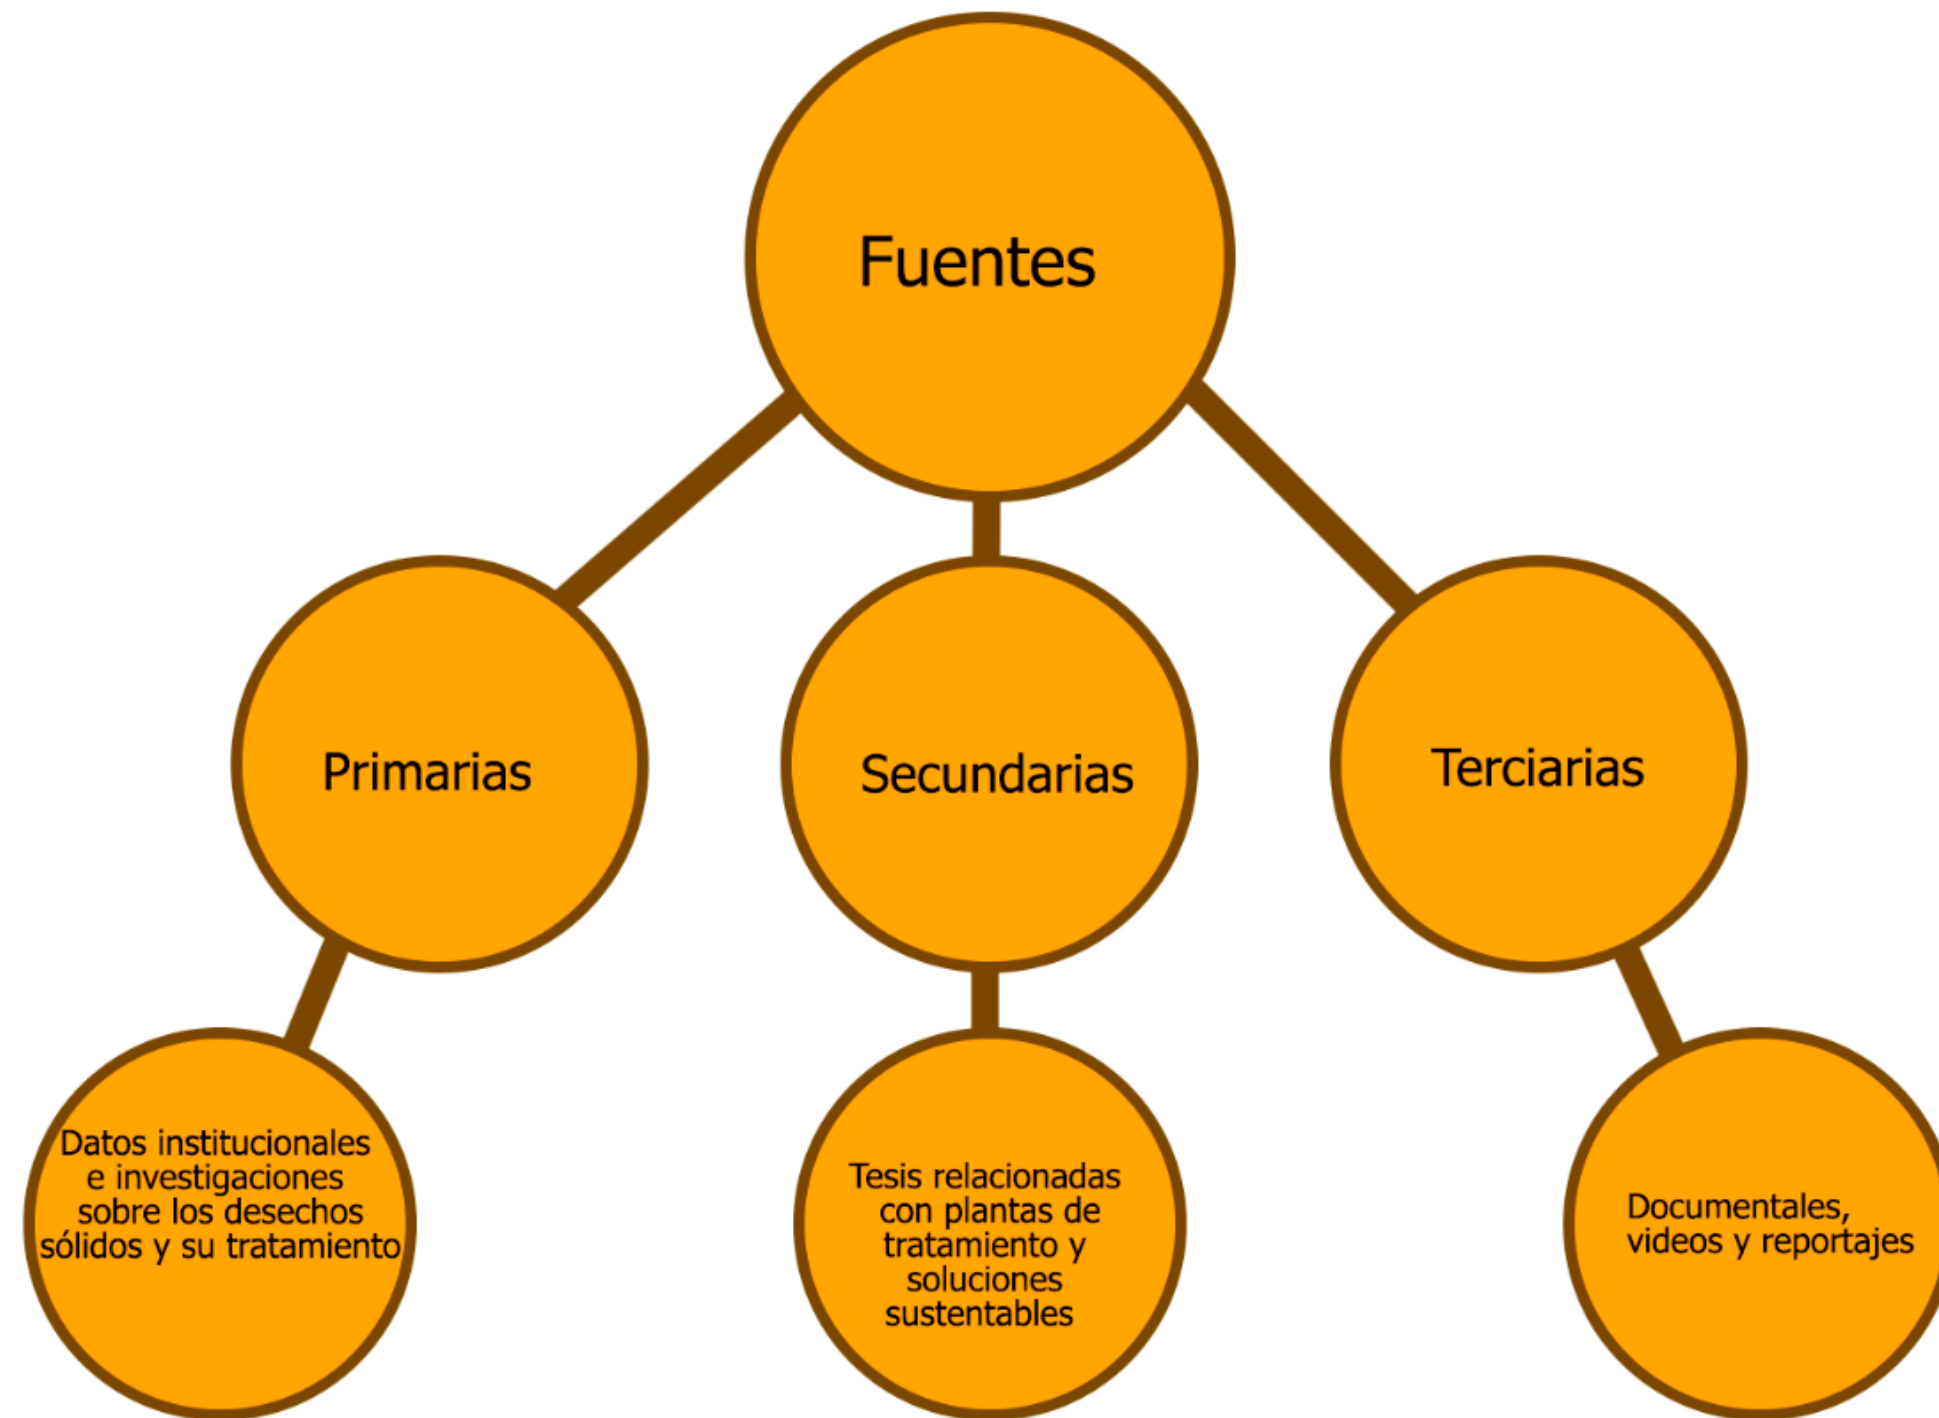 Fuentes
Primarias
Secundarias
Terciarias
Datos institucionales
e investigaciones
sobre los desechos
sólidos y su tratamiento
Tesis relacionadas
con plantas de
tratamiento y
soluciones
sustentables
Documentales,
videos y reportajes